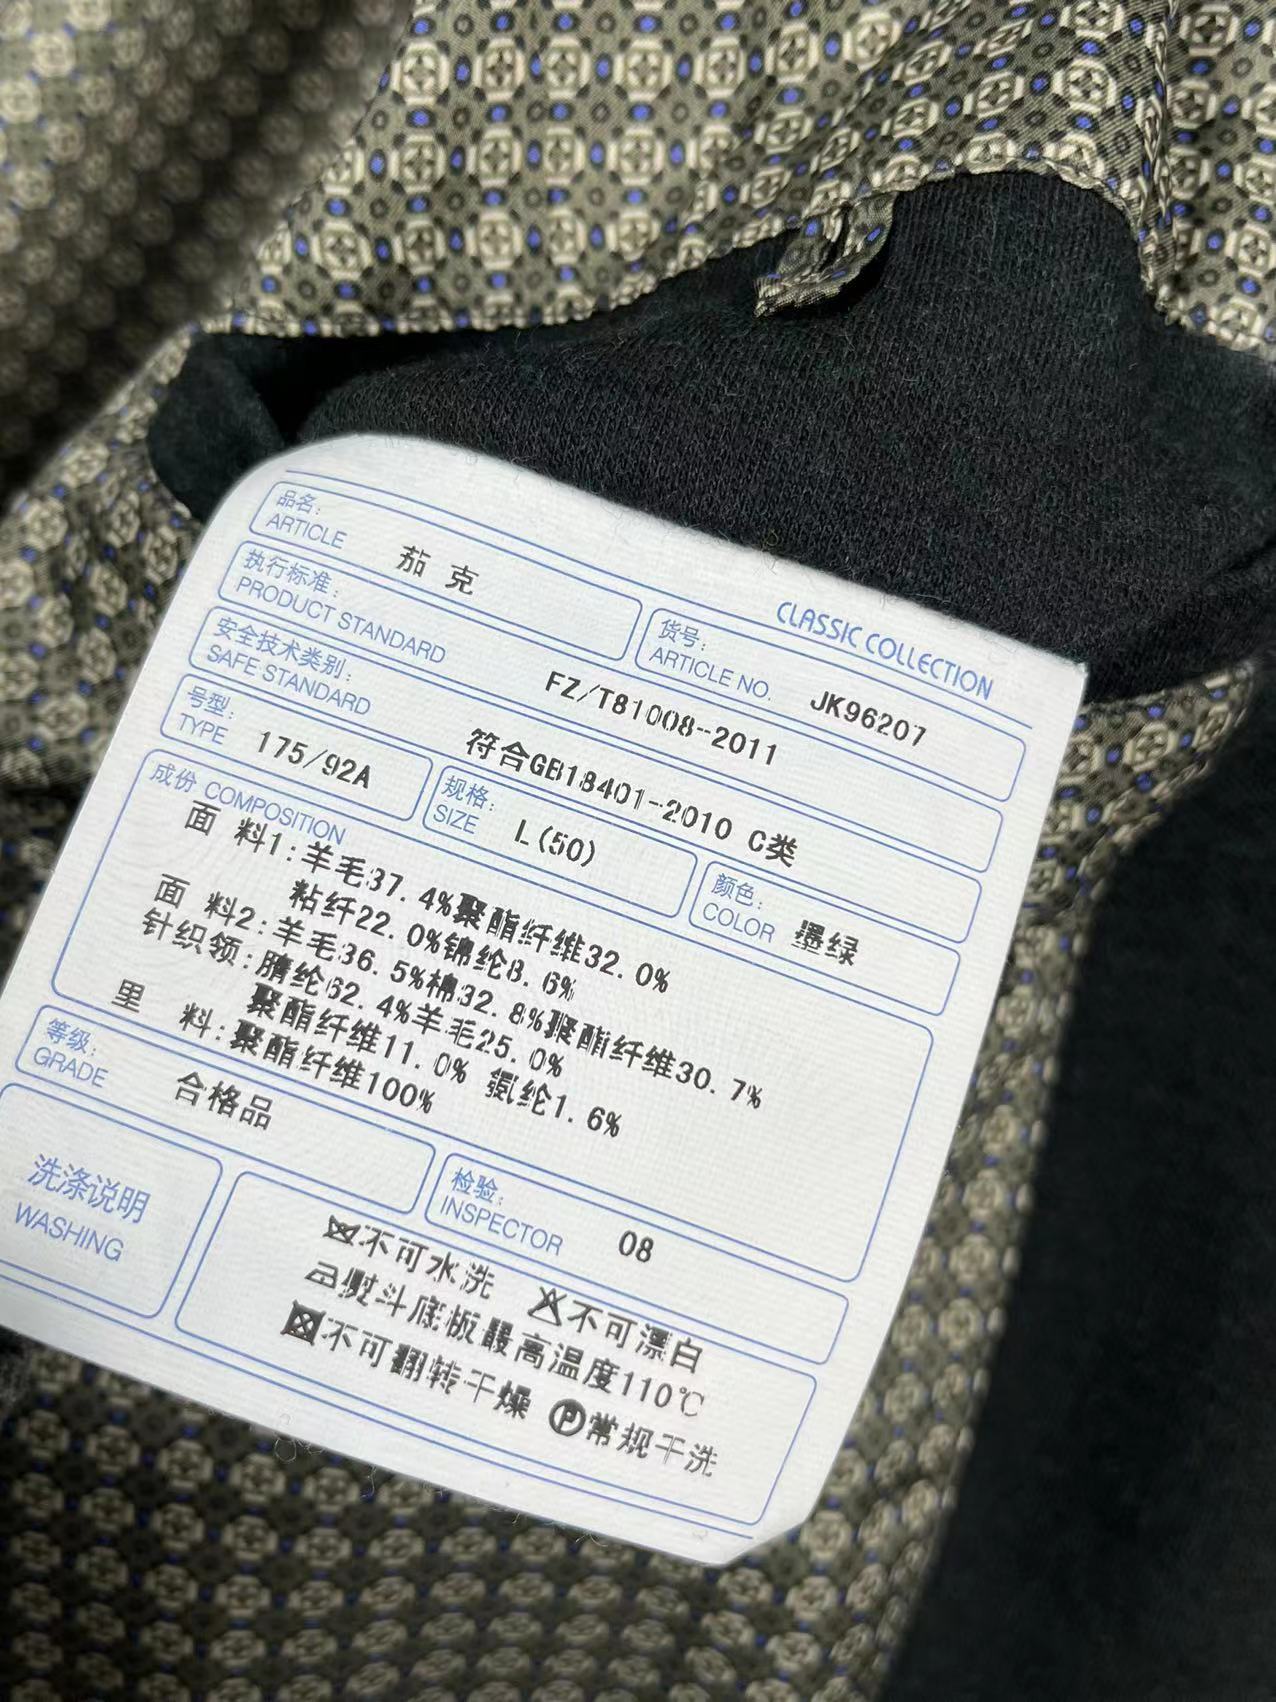 CLASSIC COLLECTION
品名:
ARTICLE 茄克
货号:
ARTICLE NO. JK96207
执行标准:
PRODUCT STANDARD FZ/T81008-2011
安全技术类别:
SAFE STANDARD 符合GB18401-2010 C类
号型:
TYPE 175/92A
规格:
SIZE L(50)
颜色:
COLOR 墨绿
成份 COMPOSITION
面 料1:羊毛37.4%聚酯纤维32.0%
粘纤22.0%锦纶8.6%
面 料2:羊毛36.5%棉32.8%聚酯纤维30.7%
针织领:腈纶62.4%羊毛25.0%
聚酯纤维11.0% 氨纶1.6%
里 料:聚酯纤维100%
等级:
GRADE 合格品
检验:
INSPECTOR 08
洗涤说明
WASHING
不可水洗 不可漂白
熨斗底板最高温度110℃
不可翻转干燥 P常规干洗